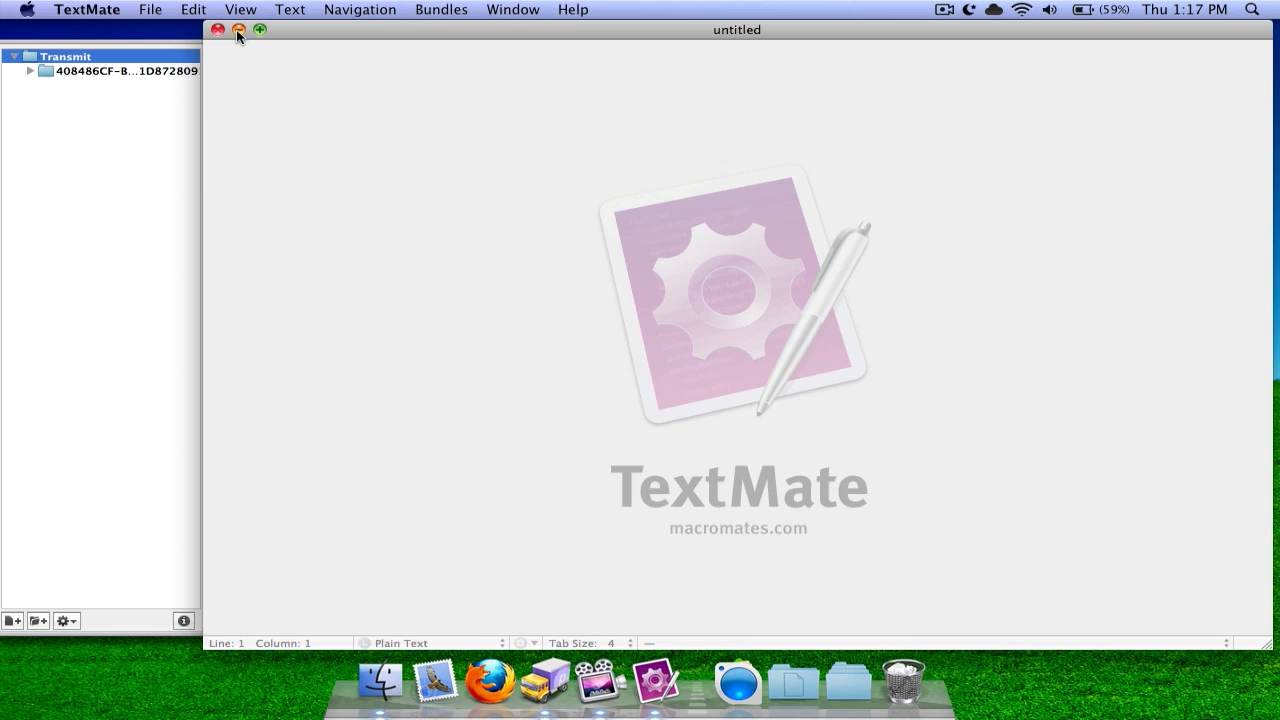 TextMate File Edit View Text Navigation Bundles Window Help (59%) Thu 1:17 PM
untitled
Transmit
408486CF-B...1D872809
TextMate
macromates.com
Line: 1 Column: 1 Plain Text Tab Size: 4 —